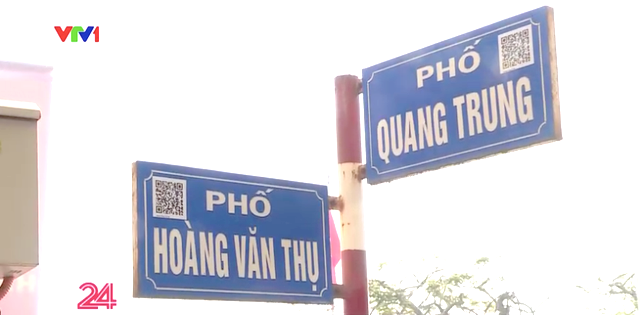 VTV1
PHỐ
QUANG TRUNG
PHỐ
HOÀNG VĂN THỤ
24